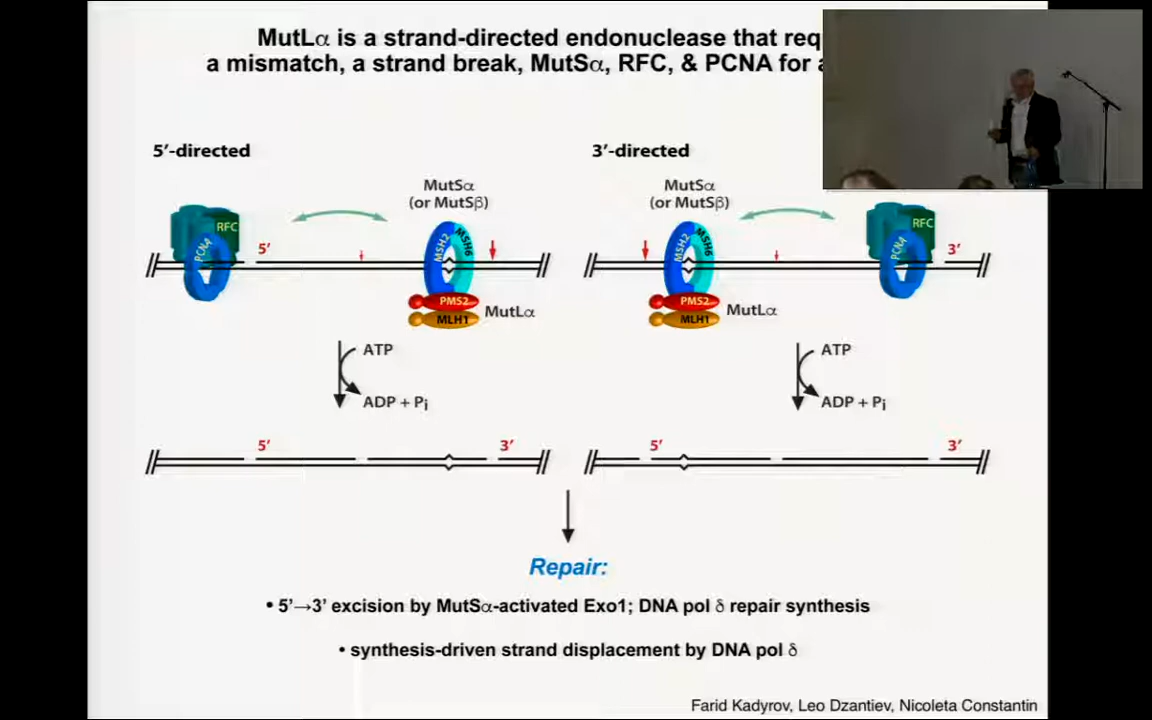 MutLα is a strand-directed endonuclease that req
a mismatch, a strand break, MutSα, RFC, & PCNA for a
5′-directed
3′-directed
MutSα
(or MutSβ)
MutSα
(or MutSβ)
RFC
PCNA
5′
MSH2
MSH6
MSH2
MSH6
RFC
PCNA
3′
PMS2
MLH1
MutLα
PMS2
MLH1
MutLα
ATP
ADP + Pi
ATP
ADP + Pi
5′
3′
5′
3′
Repair:
• 5'→3' excision by MutSα-activated Exo1; DNA pol δ repair synthesis
• synthesis-driven strand displacement by DNA pol δ
Farid Kadyrov, Leo Dzantiev, Nicoleta Constantin